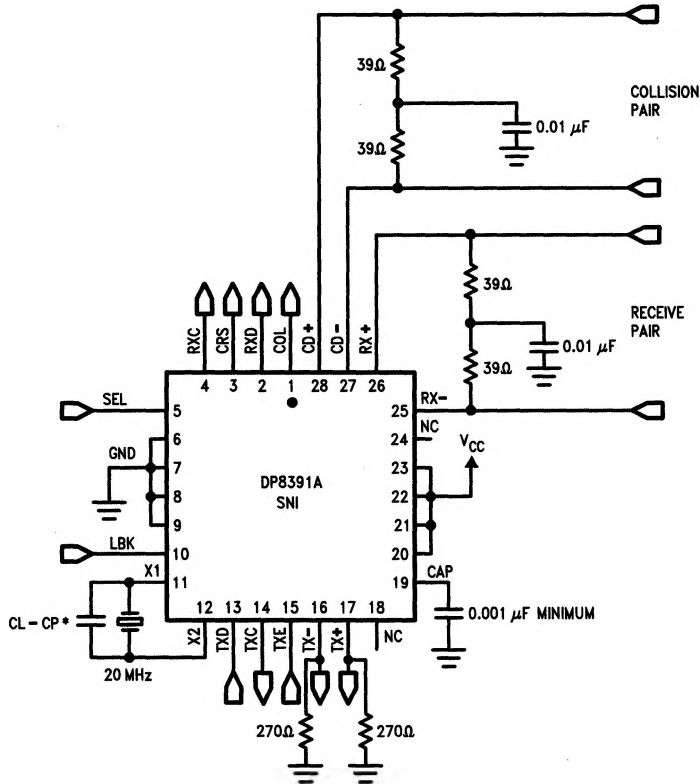 39Ω
COLLISION
PAIR
0.01 μF
39Ω
39Ω
RECEIVE
PAIR
0.01 μF
39Ω
RXC
CRS
RXD
COL
CD+
CD-
RX+
4
3
2
1
28
27
26
SEL
5
25
RX-
6
24
NC
GND
7
23
VCC
DP8391A
SNI
8
22
9
21
LBK
10
20
X1
11
19
CAP
12
13
14
15
16
17
18
0.001 μF MINIMUM
CL-CP*
X2
TXD
TXC
TXE
TX-
TX+
NC
20 MHz
270Ω
270Ω